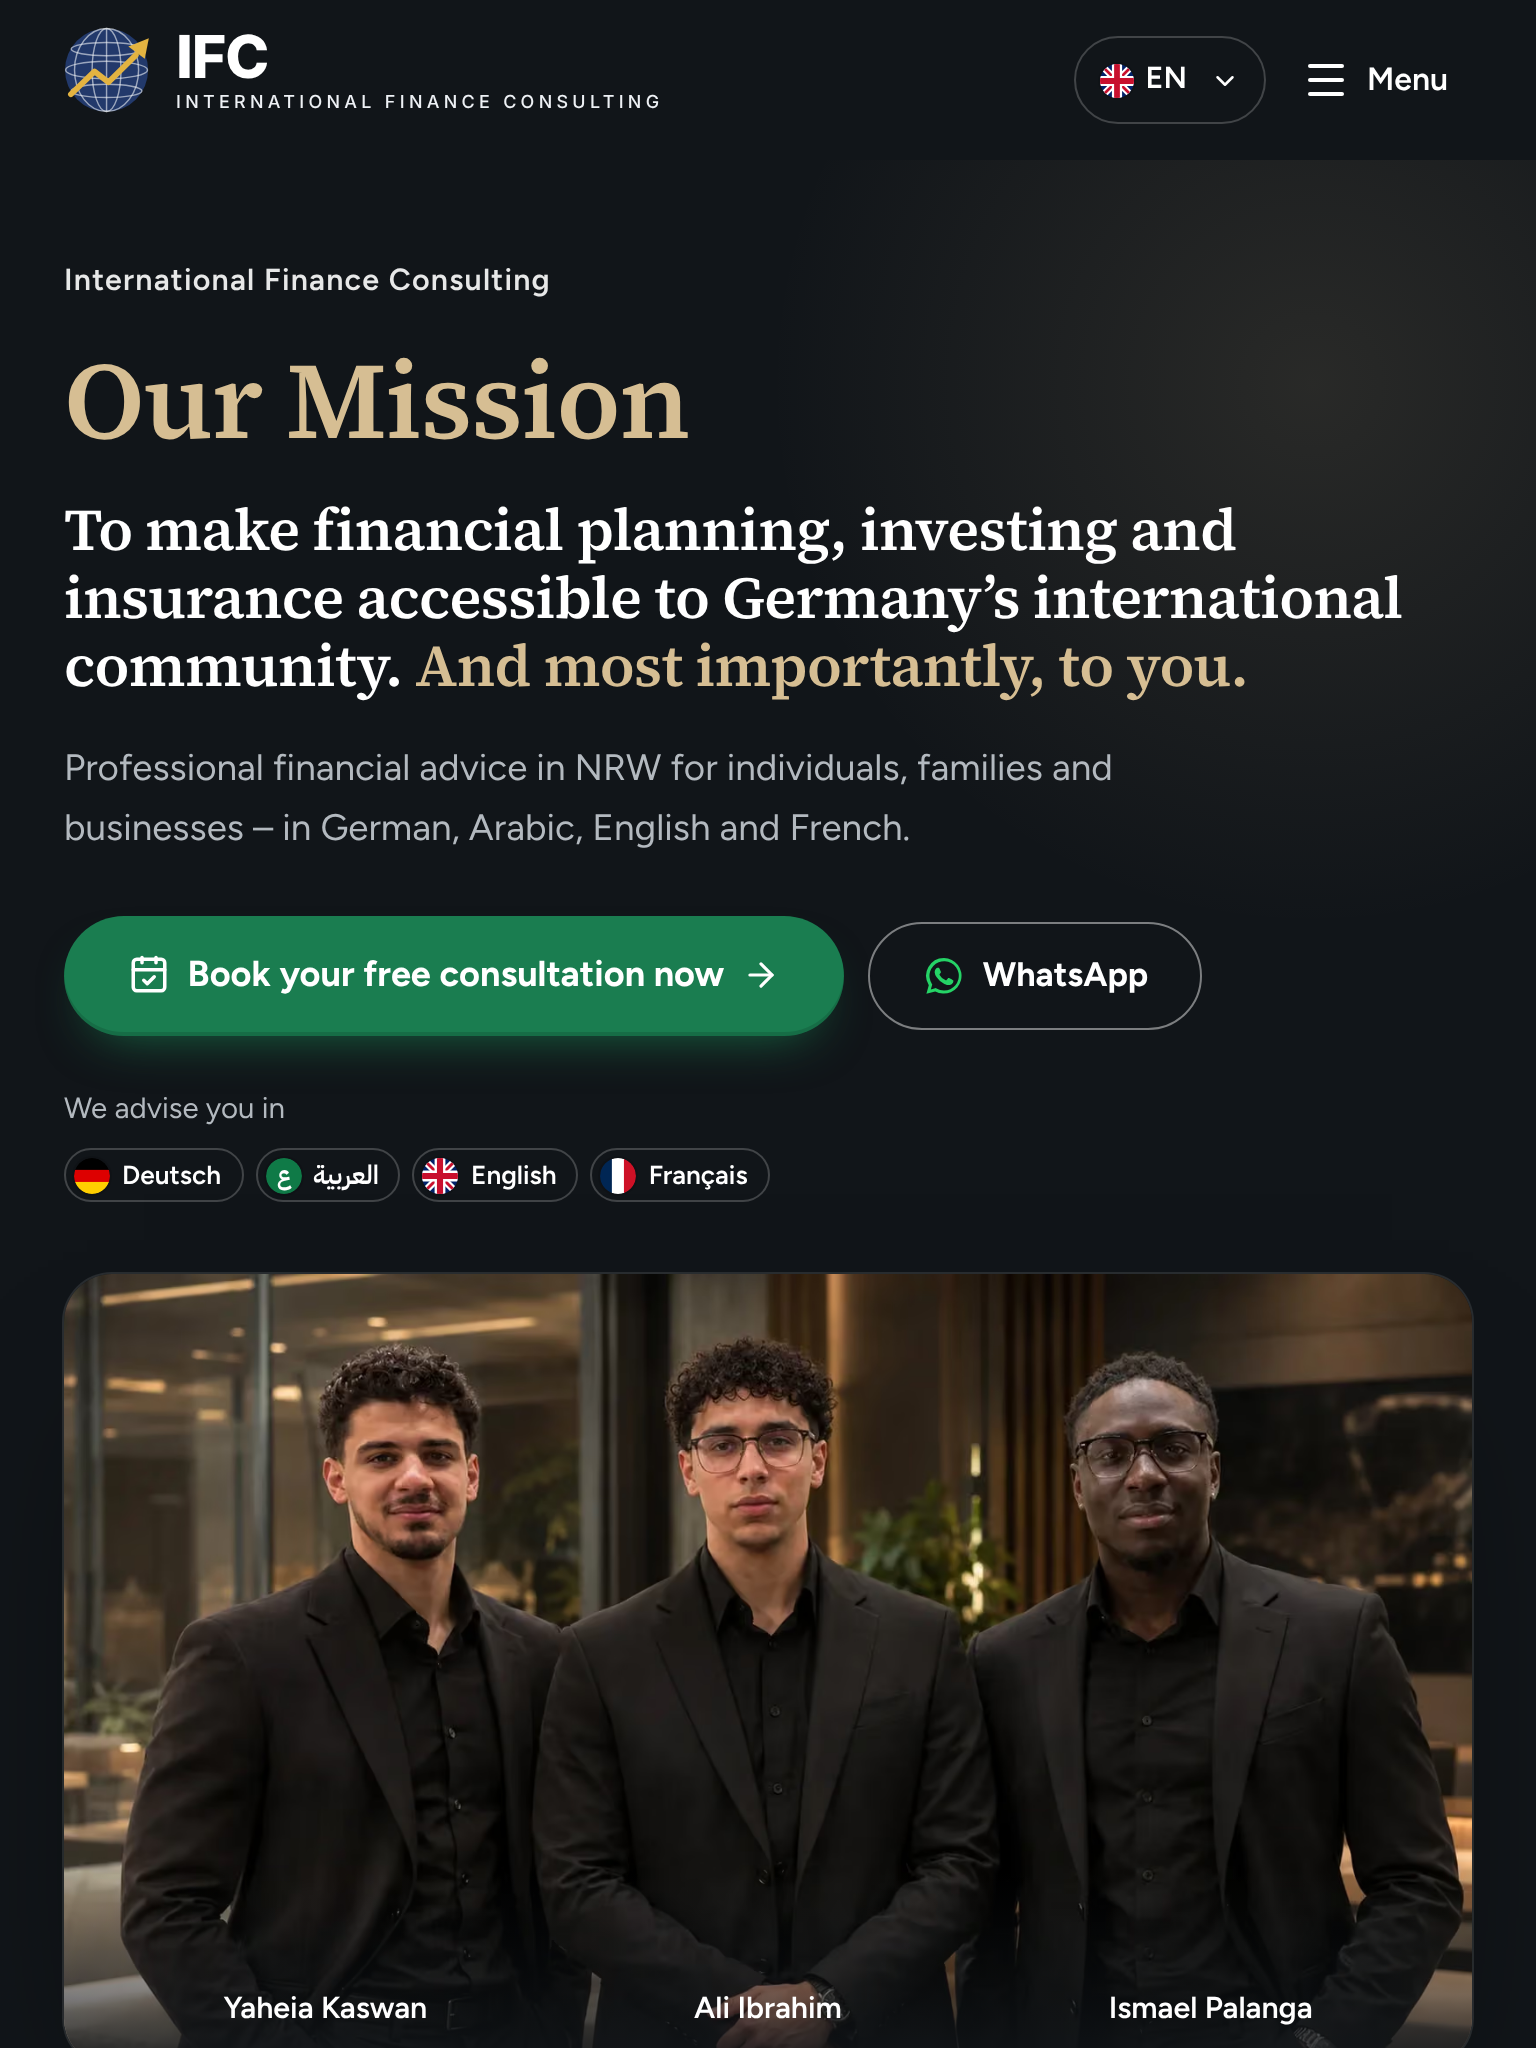 IFC
INTERNATIONAL FINANCE CONSULTING
EN
Menu
International Finance Consulting
Our Mission
To make financial planning, investing and
insurance accessible to Germany’s international
community. And most importantly, to you.
Professional financial advice in NRW for individuals, families and
businesses – in German, Arabic, English and French.
Book your free consultation now
WhatsApp
We advise you in
Deutsch
ع العربية
English
Français
Yaheia Kaswan
Ali Ibrahim
Ismael Palanga